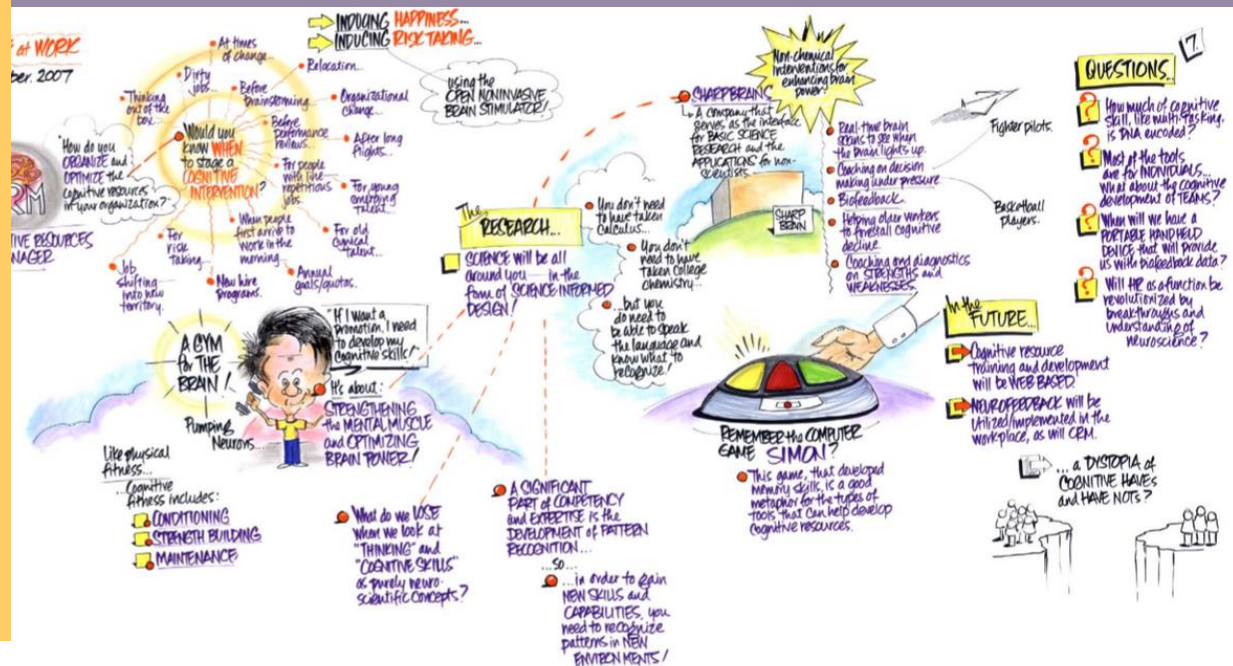 at WORK
ber. 2007
"How do you
ORGANIZE and
OPTIMIZE the
cognitive resources
in your organization?"
RM
TIVE RESOURCES
NAGER
Would you
know WHEN
to stage a
COGNITIVE
INTERVENTION?
Thinking
out of the
box...
Dirty
jobs...
At times
of change...
Before
brainstorming...
Relocation...
Organizational
change...
Before
performance
reviews...
After long
flights...
For people
with
repetitious
jobs.
For young
emerging
talent...
When people
first arrive to
work in the
morning
For old
cynical
talent...
For
risk
taking...
Job
shifting
into new
territory.
New hire
programs.
Annual
goals/quotas.
INDUCING HAPPINESS...
INDUCING RISK TAKING...
using the
OPEN NONINVASIVE
BRAIN STIMULATOR!
A GYM
for THE
BRAIN!
Pumping
Neurons...
"If I want a
promotion, I need
to develop my
cognitive skills!"
It's about:
STRENGTHENING
the MENTAL MUSCLE
and OPTIMIZING
BRAIN POWER!
Like physical
fitness...
...Cognitive
fitness includes:
CONDITIONING
STRENGTH BUILDING
MAINTENANCE
The
RESEARCH...
SCIENCE will be all
around you — in the
form of SCIENCE INFORMED
DESIGN!
You don't
need to have taken
calculus...
You don't
need to have
taken college
chemistry...
...but you
do need to
be able to speak
the language and
know what to
recognize!
What do we LOSE
when we look at
"THINKING" and
"COGNITIVE SKILLS"
as purely neuro-
scientific concepts?
A SIGNIFICANT
PART of COMPETENCY
and EXPERTISE is the
DEVELOPMENT of PATTERN
RECOGNITION...
...so...
...in order to gain
NEW SKILLS and
CAPABILITIES, you
need to recognize
patterns in NEW
ENVIRONMENTS!
SHARPBRAINS
A company that
serves as the interface
for BASIC SCIENCE
RESEARCH and the
APPLICATIONS for non-
scientists.
SHARP
BRAIN
Non-chemical
interventions for
enhancing brain
power!
Real-time brain
scans to see when
the brain lights up.
Coaching on decision
making under pressure
Biofeedback.
Helping older workers
to forestall cognitive
decline.
Coaching and diagnostics
on STRENGTHS and
WEAKNESSES.
Fighter pilots.
Basketball
players.
REMEMBER the COMPUTER
GAME SIMON?
This game, that developed
memory skills, is a good
metaphor for the types of
tools that can help develop
cognitive resources.
In the
FUTURE...
Cognitive resource
training and development
will be WEB BASED.
NEUROFEEDBACK will be
utilized/implemented in the
workplace, as will CRM.
...a DYSTOPIA of
COGNITIVE HAVES
and HAVE NOTS?
7.
QUESTIONS...
How much of cognitive
skill, like multi-tasking,
is DNA encoded?
Most of the tools
are for INDIVIDUALS...
What about the cognitive
development of TEAMS?
When will we have a
PORTABLE HANDHELD
DEVICE that will provide
us with biofeedback data?
Will HR as a function be
revolutionized by
breakthroughs and
understanding of
neuroscience?